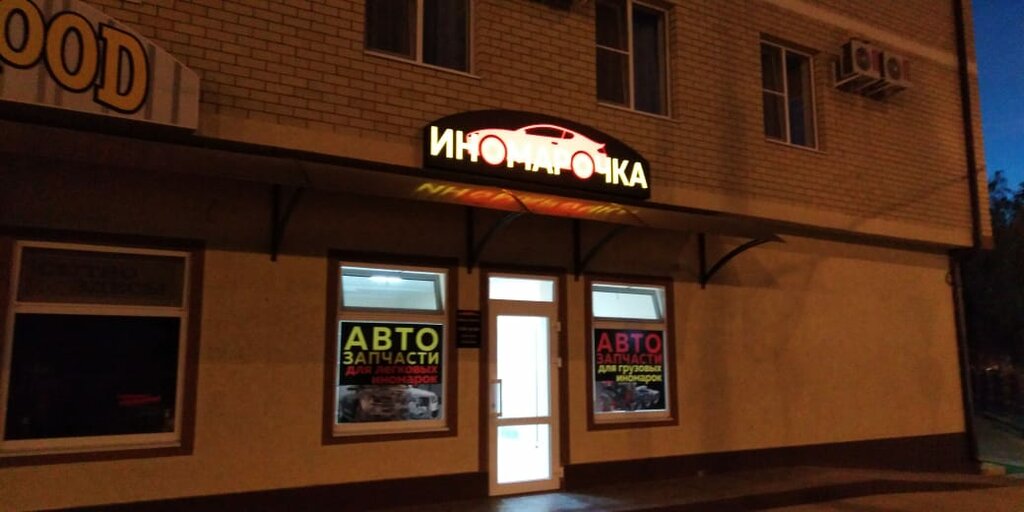 OOD
ИНОМАРОЧКА
АВТО
ЗАПЧАСТИ
для легковых
иномарок
АВТО
ЗАПЧАСТИ
для грузовых
иномарок